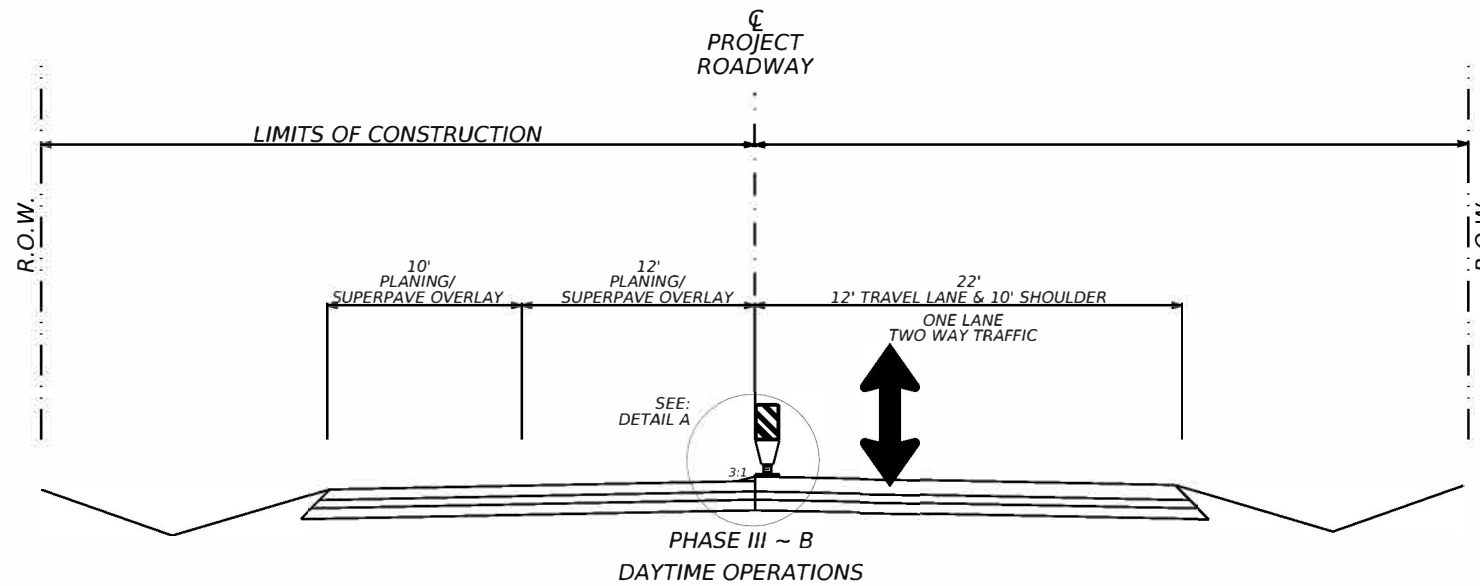 ℄
PROJECT
ROADWAY
LIMITS OF CONSTRUCTION
R.O.W.
10'
PLANING/
SUPERPAVE OVERLAY
12'
PLANING/
SUPERPAVE OVERLAY
22'
12' TRAVEL LANE & 10' SHOULDER
ONE LANE
TWO WAY TRAFFIC
SEE:
DETAIL A
3:1
PHASE III ~ B
DAYTIME OPERATIONS